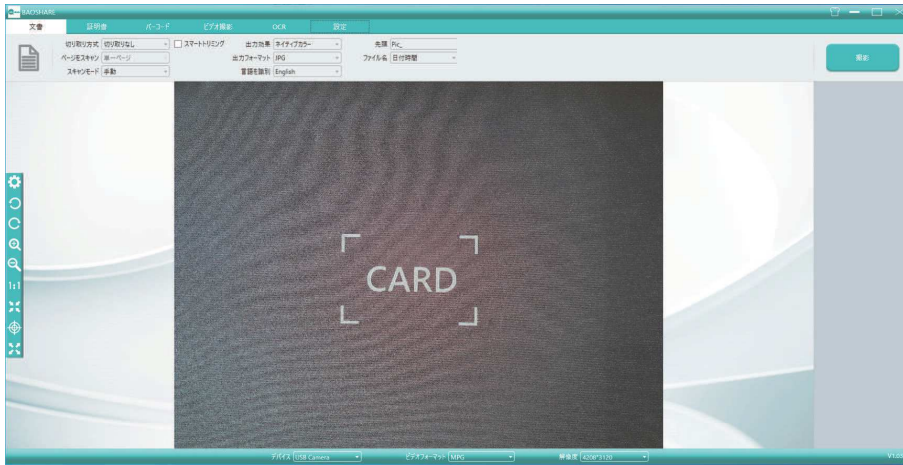 BAOSHARE
文書 証明書 バーコード ビデオ撮影 OCR 設定
切り取り方式 切り取りなし スマートトリミング 出力効果 ネイティブカラー 先頭 Pic_
ページをスキャン 単一ページ 出力フォーマット JPG ファイル名 日付時間
スキャンモード 手動 言語を識別 English
撮影
1:1
CARD
デバイス USB Camera ビデオフォーマット MPG 解像度 4208*3120